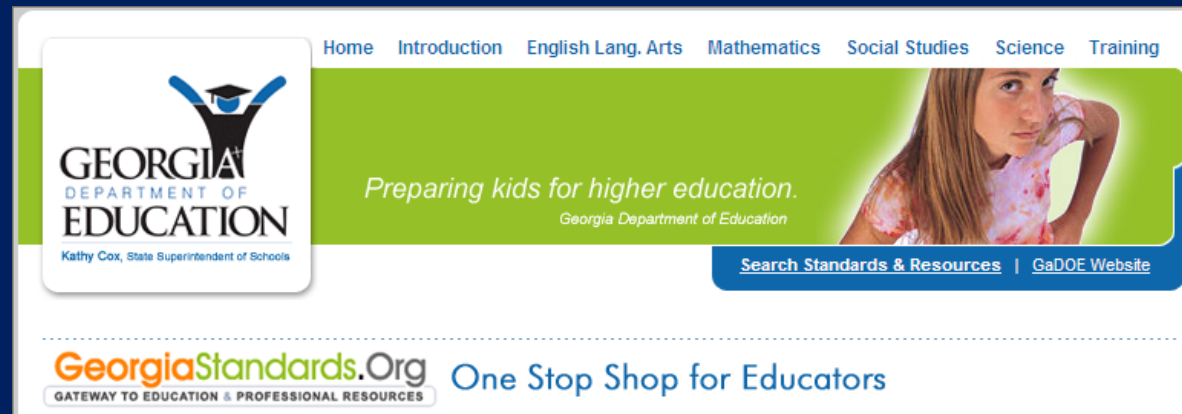 Home Introduction English Lang. Arts Mathematics Social Studies Science Training
GEORGIA
DEPARTMENT OF
EDUCATION
Kathy Cox, State Superintendent of Schools
Preparing kids for higher education.
Georgia Department of Education
Search Standards & Resources | GaDOE Website
GeorgiaStandards.Org
GATEWAY TO EDUCATION & PROFESSIONAL RESOURCES
One Stop Shop for Educators